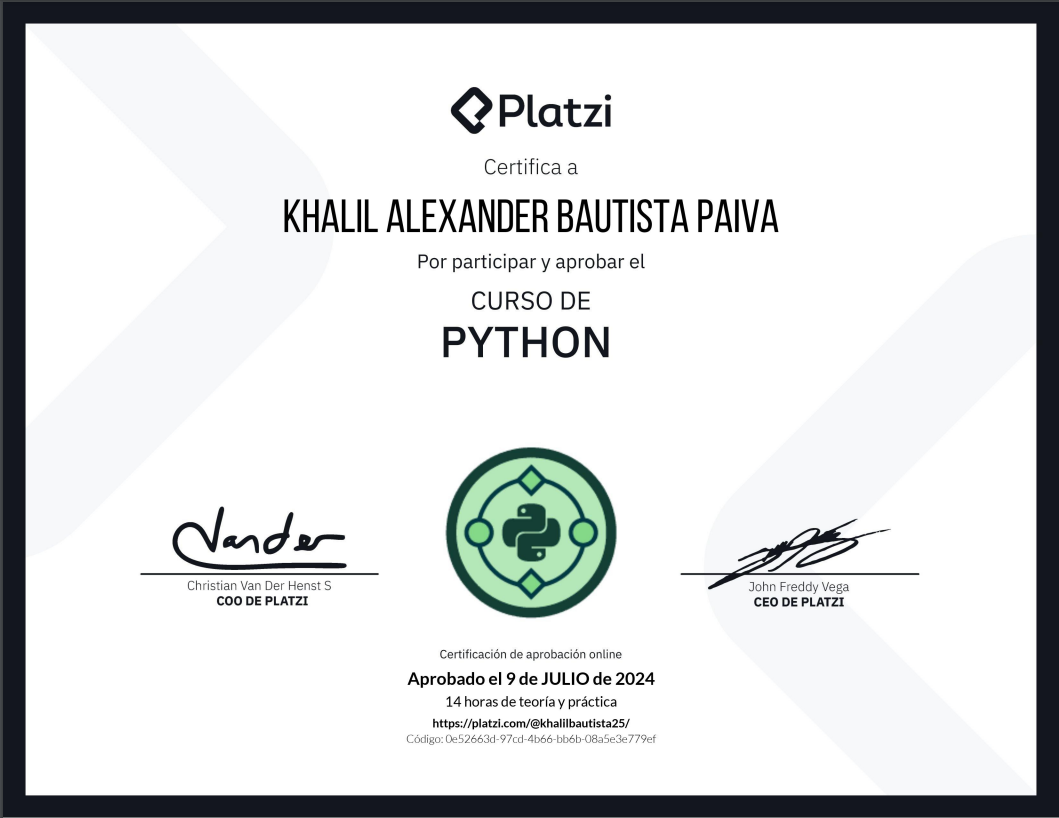 Platzi
Certifica a
KHALIL ALEXANDER BAUTISTA PAIVA
Por participar y aprobar el
CURSO DE
PYTHON
Vander
Christian Van Der Henst S
COO DE PLATZI
John Freddy Vega
CEO DE PLATZI
Certificación de aprobación online
Aprobado el 9 de JULIO de 2024
14 horas de teoría y práctica
https://platzi.com/@khalilbautista25/
Código: 0e52663d-97cd-4b66-bb6b-08a5e3e779ef